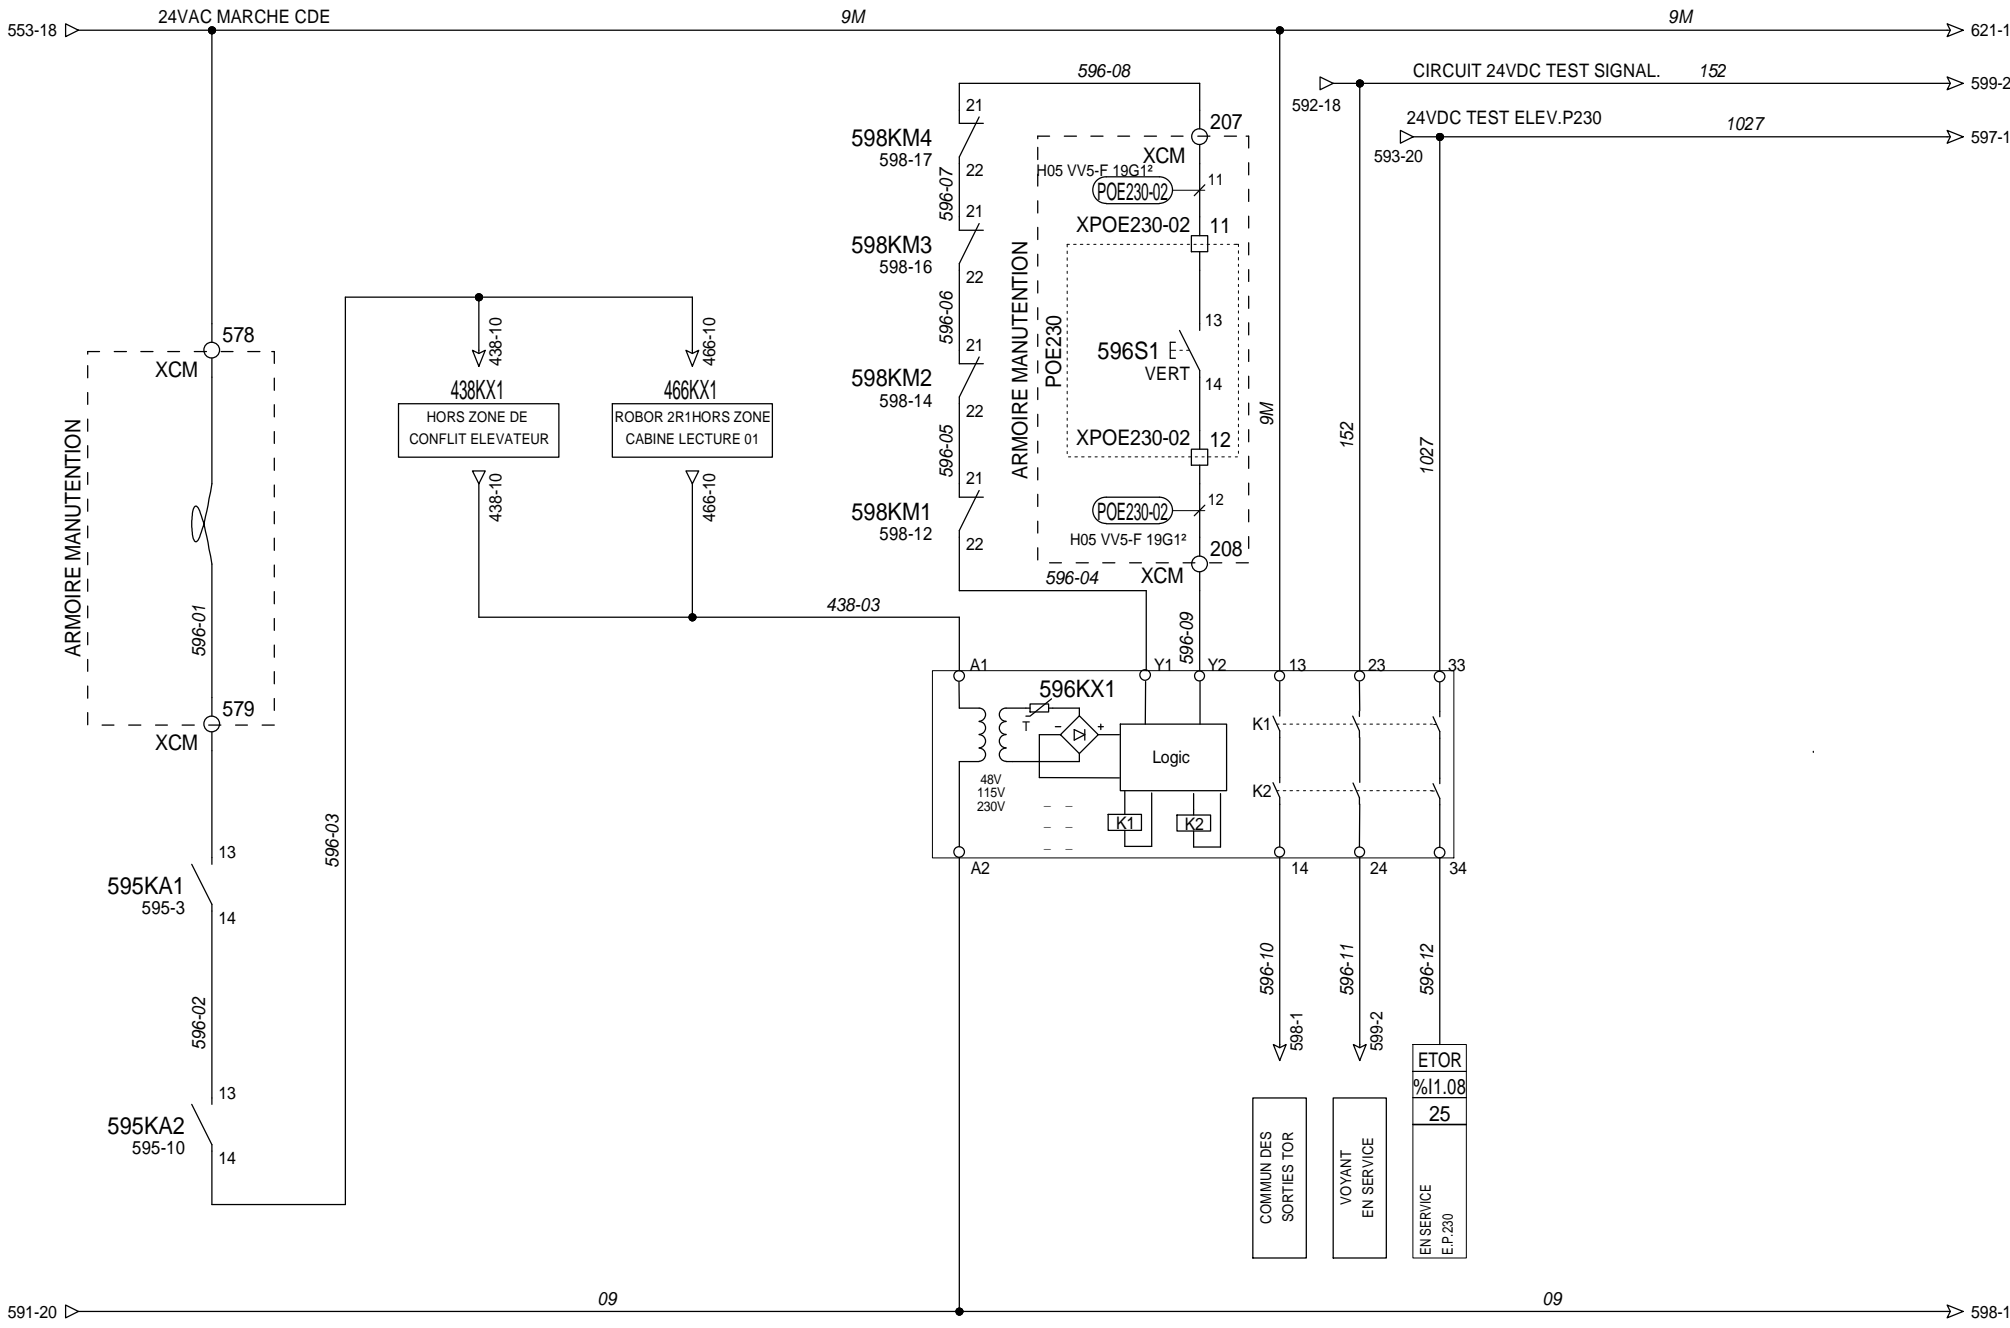 24VAC MARCHE CDE
9M
9M
553-18
621-1
596-08
CIRCUIT 24VDC TEST SIGNAL.
152
592-18
599-2
24VDC TEST ELEV.P230
1027
593-20
597-1
21
598KM4
598-17
22
596-07
21
598KM3
598-16
22
596-06
21
598KM2
598-14
22
596-05
21
598KM1
598-12
22
596-04
207
XCM
H05 VV5-F 19G1²
POE230-02
11
XPOE230-02
11
ARMOIRE MANUTENTION
POE230
13
596S1
VERT
14
XPOE230-02
12
POE230-02
12
H05 VV5-F 19G1²
208
XCM
596-09
9M
152
1027
578
XCM
ARMOIRE MANUTENTION
596-01
579
XCM
438-10
466-10
438KX1
HORS ZONE DE
CONFLIT ELEVATEUR
438-10
466KX1
ROBOR 2R1HORS ZONE
CABINE LECTURE 01
466-10
438-03
13
595KA1
595-3
14
596-02
13
595KA2
595-10
14
596-03
A1
Y1
Y2
13
23
33
596KX1
T
-
+
Logic
48V
115V
230V
K1
K2
K1
K2
A2
14
24
34
596-10
596-11
596-12
598-1
599-2
COMMUN DES
SORTIES TOR
VOYANT
EN SERVICE
ETOR
%I1.08
25
EN SERVICE
E.P.230
591-20
09
09
598-1